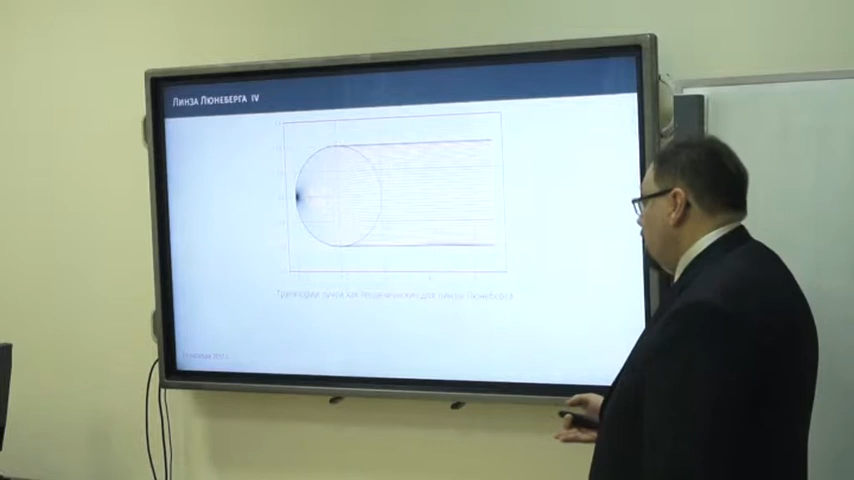 Линза Люнеберга IV
Траектории лучей как геодезические для линзы Люнеберга